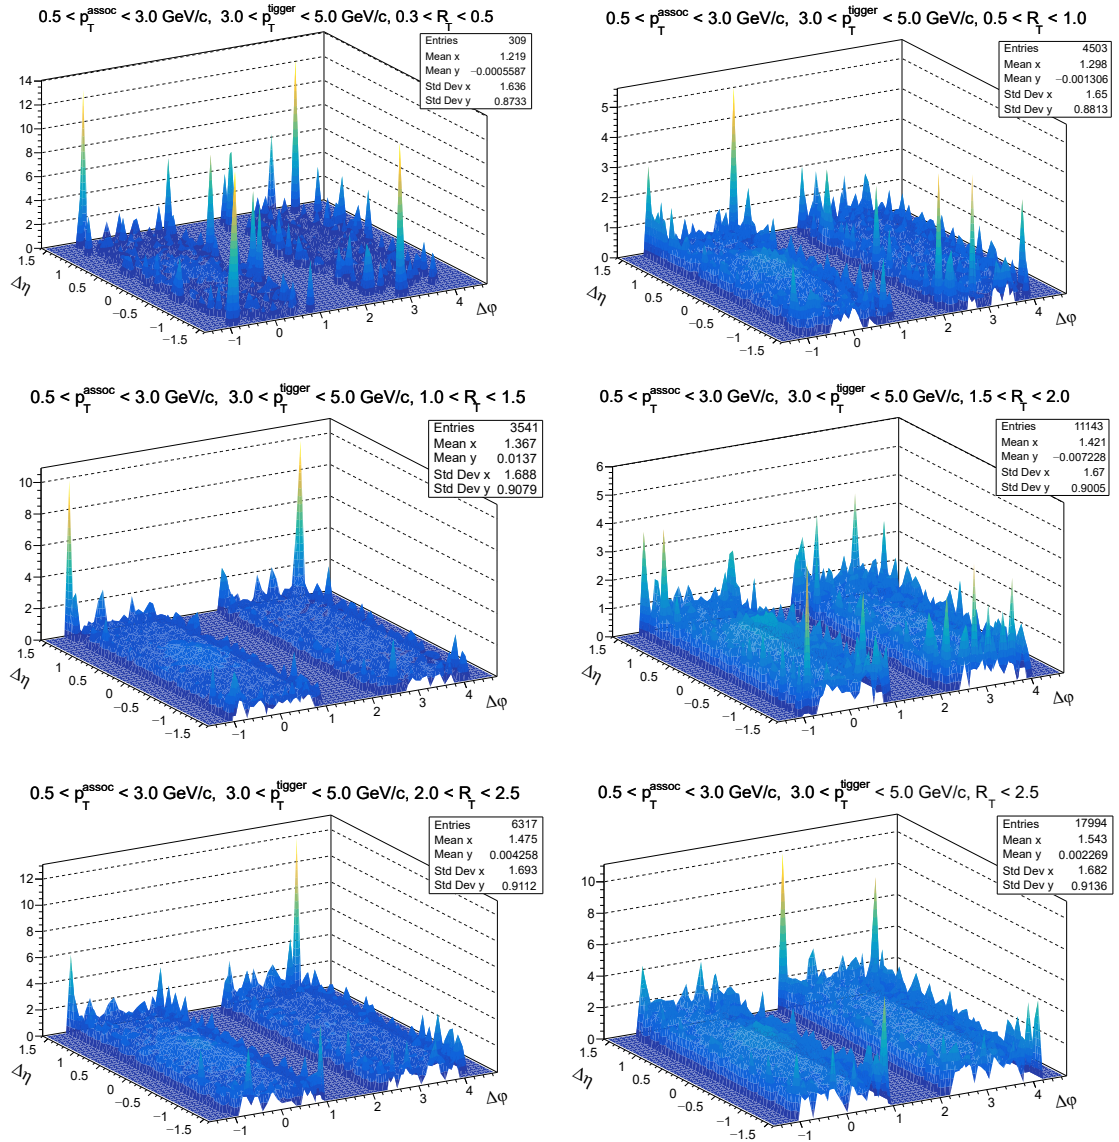 0.5 < p_T^assoc < 3.0 GeV/c, 3.0 < p_T^tigger < 5.0 GeV/c, 0.3 < R_T < 0.5
Entries 309
Mean x 1.219
Mean y −0.0005587
Std Dev x 1.636
Std Dev y 0.8733
14
12
10
8
6
4
2
0
1.5
1
0.5
0
−0.5
−1
−1.5
Δη
−1
0
1
2
3
4
Δφ
0.5 < p_T^assoc < 3.0 GeV/c, 3.0 < p_T^tigger < 5.0 GeV/c, 0.5 < R_T < 1.0
Entries 4503
Mean x 1.298
Mean y −0.001306
Std Dev x 1.65
Std Dev y 0.8813
5
4
3
2
1
0
1.5
1
0.5
0
−0.5
−1
−1.5
Δη
−1
0
1
2
3
4
Δφ
0.5 < p_T^assoc < 3.0 GeV/c, 3.0 < p_T^tigger < 5.0 GeV/c, 1.0 < R_T < 1.5
Entries 3541
Mean x 1.367
Mean y 0.0137
Std Dev x 1.688
Std Dev y 0.9079
10
8
6
4
2
0
1.5
1
0.5
0
−0.5
−1
−1.5
Δη
−1
0
1
2
3
4
Δφ
0.5 < p_T^assoc < 3.0 GeV/c, 3.0 < p_T^tigger < 5.0 GeV/c, 1.5 < R_T < 2.0
Entries 11143
Mean x 1.421
Mean y −0.007228
Std Dev x 1.67
Std Dev y 0.9005
6
5
4
3
2
1
0
1.5
1
0.5
0
−0.5
−1
−1.5
Δη
−1
0
1
2
3
4
Δφ
0.5 < p_T^assoc < 3.0 GeV/c, 3.0 < p_T^tigger < 5.0 GeV/c, 2.0 < R_T < 2.5
Entries 6317
Mean x 1.475
Mean y 0.004258
Std Dev x 1.693
Std Dev y 0.9112
12
10
8
6
4
2
0
1.5
1
0.5
0
−0.5
−1
−1.5
Δη
−1
0
1
2
3
4
Δφ
0.5 < p_T^assoc < 3.0 GeV/c, 3.0 < p_T^tigger < 5.0 GeV/c, R_T < 2.5
Entries 17994
Mean x 1.543
Mean y 0.002269
Std Dev x 1.682
Std Dev y 0.9136
10
8
6
4
2
0
1.5
1
0.5
0
−0.5
−1
−1.5
Δη
−1
0
1
2
3
4
Δφ